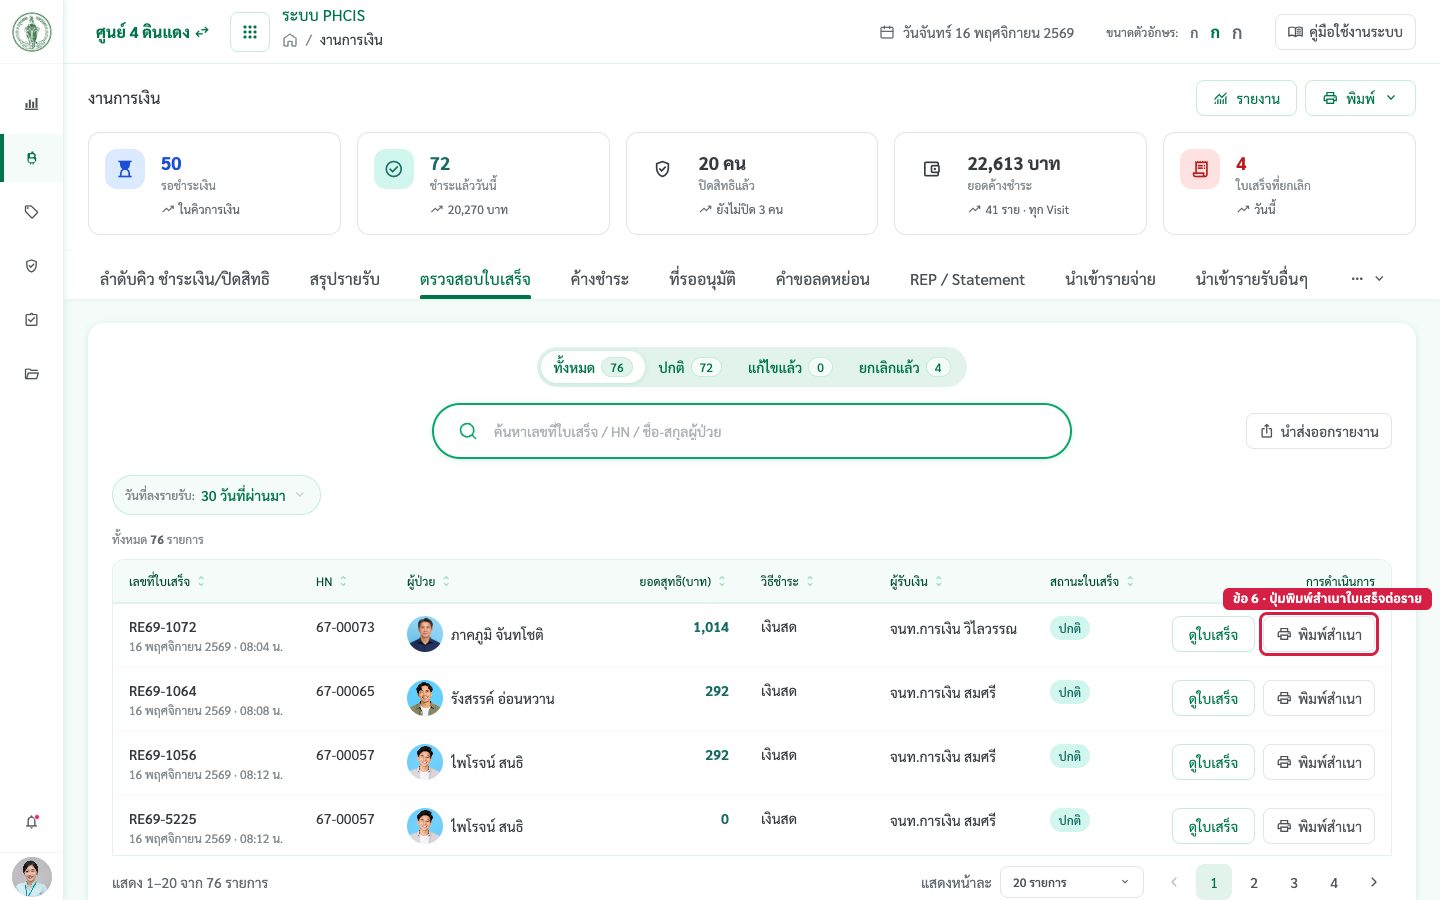 ศูนย์ 4 ดินแดง
ระบบ PHCIS
/ งานการเงิน
วันจันทร์ 16 พฤศจิกายน 2569
ขนาดตัวอักษร: ก ก ก
คู่มือใช้งานระบบ
งานการเงิน
รายงาน
พิมพ์
50
รอชำระเงิน
ในคิวการเงิน
72
ชำระแล้ววันนี้
20,270 บาท
20 คน
ปิดสิทธิแล้ว
ยังไม่ปิด 3 คน
22,613 บาท
ยอดค้างชำระ
41 ราย · ทุก Visit
4
ใบเสร็จที่ยกเลิก
วันนี้
ลำดับคิว ชำระเงิน/ปิดสิทธิ สรุปรายรับ ตรวจสอบใบเสร็จ ค้างชำระ ที่รออนุมัติ คำขอลดหย่อน REP / Statement นำเข้ารายจ่าย นำเข้ารายรับอื่นๆ ···
ทั้งหมด 76 ปกติ 72 แก้ไขแล้ว 0 ยกเลิกแล้ว 4
ค้นหาเลขที่ใบเสร็จ / HN / ชื่อ-สกุลผู้ป่วย
นำส่งออกรายงาน
วันที่ลงรายรับ: 30 วันที่ผ่านมา
ทั้งหมด 76 รายการ
เลขที่ใบเสร็จ HN ผู้ป่วย ยอดสุทธิ(บาท) วิธีชำระ ผู้รับเงิน สถานะใบเสร็จ การดำเนินการ
ข้อ 6 · ปุ่มพิมพ์สำเนาใบเสร็จต่อราย
RE69-1072 67-00073 ภาคภูมิ จันทโชติ 1,014 เงินสด จนท.การเงิน วิไลวรรณ ปกติ ดูใบเสร็จ พิมพ์สำเนา
16 พฤศจิกายน 2569 · 08:04 น.
RE69-1064 67-00065 รังสรรค์ อ่อนหวาน 292 เงินสด จนท.การเงิน สมศรี ปกติ ดูใบเสร็จ พิมพ์สำเนา
16 พฤศจิกายน 2569 · 08:08 น.
RE69-1056 67-00057 ไพโรจน์ สนธิ 292 เงินสด จนท.การเงิน สมศรี ปกติ ดูใบเสร็จ พิมพ์สำเนา
16 พฤศจิกายน 2569 · 08:12 น.
RE69-5225 67-00057 ไพโรจน์ สนธิ 0 เงินสด จนท.การเงิน สมศรี ปกติ ดูใบเสร็จ พิมพ์สำเนา
16 พฤศจิกายน 2569 · 08:12 น.
แสดง 1–20 จาก 76 รายการ
แสดงหน้าละ 20 รายการ 1 2 3 4